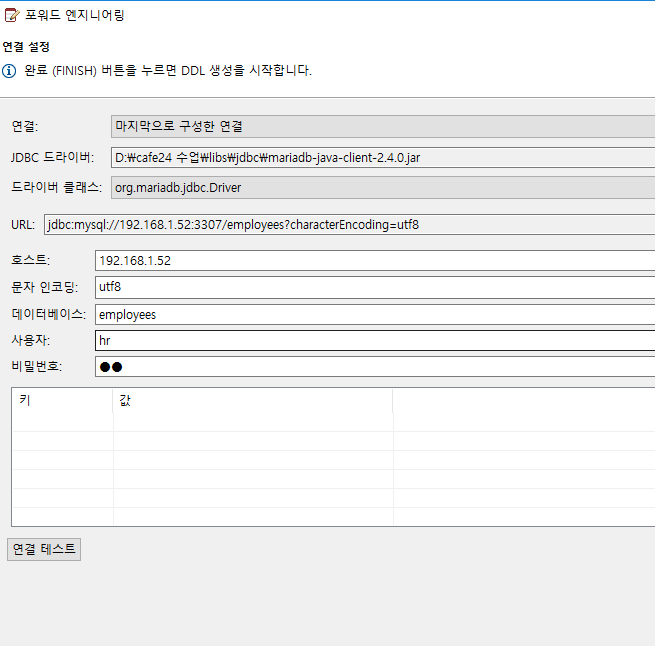 포워드 엔지니어링
연결 설정
완료 (FINISH) 버튼을 누르면 DDL 생성을 시작합니다.
연결: 마지막으로 구성한 연결
JDBC 드라이버: D:₩cafe24 수업₩libs₩jdbc₩mariadb-java-client-2.4.0.jar
드라이버 클래스: org.mariadb.jdbc.Driver
URL: jdbc:mysql://192.168.1.52:3307/employees?characterEncoding=utf8
호스트: 192.168.1.52
문자 인코딩: utf8
데이터베이스: employees
사용자: hr
비밀번호: ●●
키 값
연결 테스트